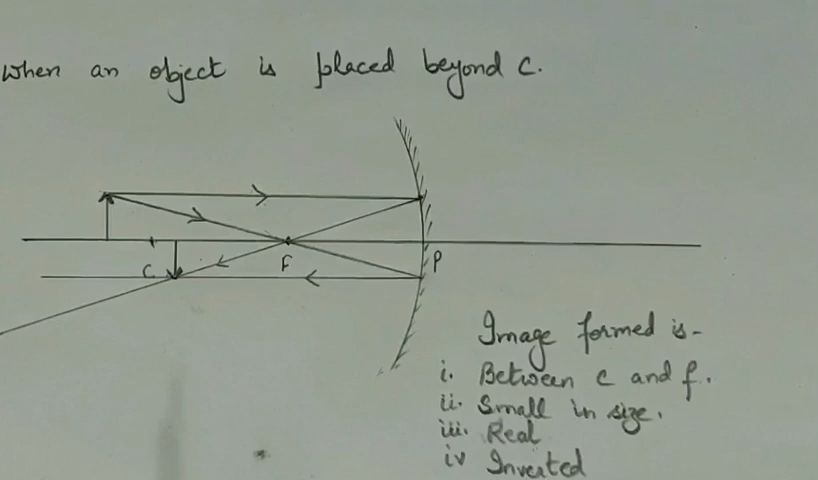 When an object is placed beyond C.
C
F
P
Image formed is-
i. Between c and f.
ii. Small in size.
iii. Real
iv Inverted